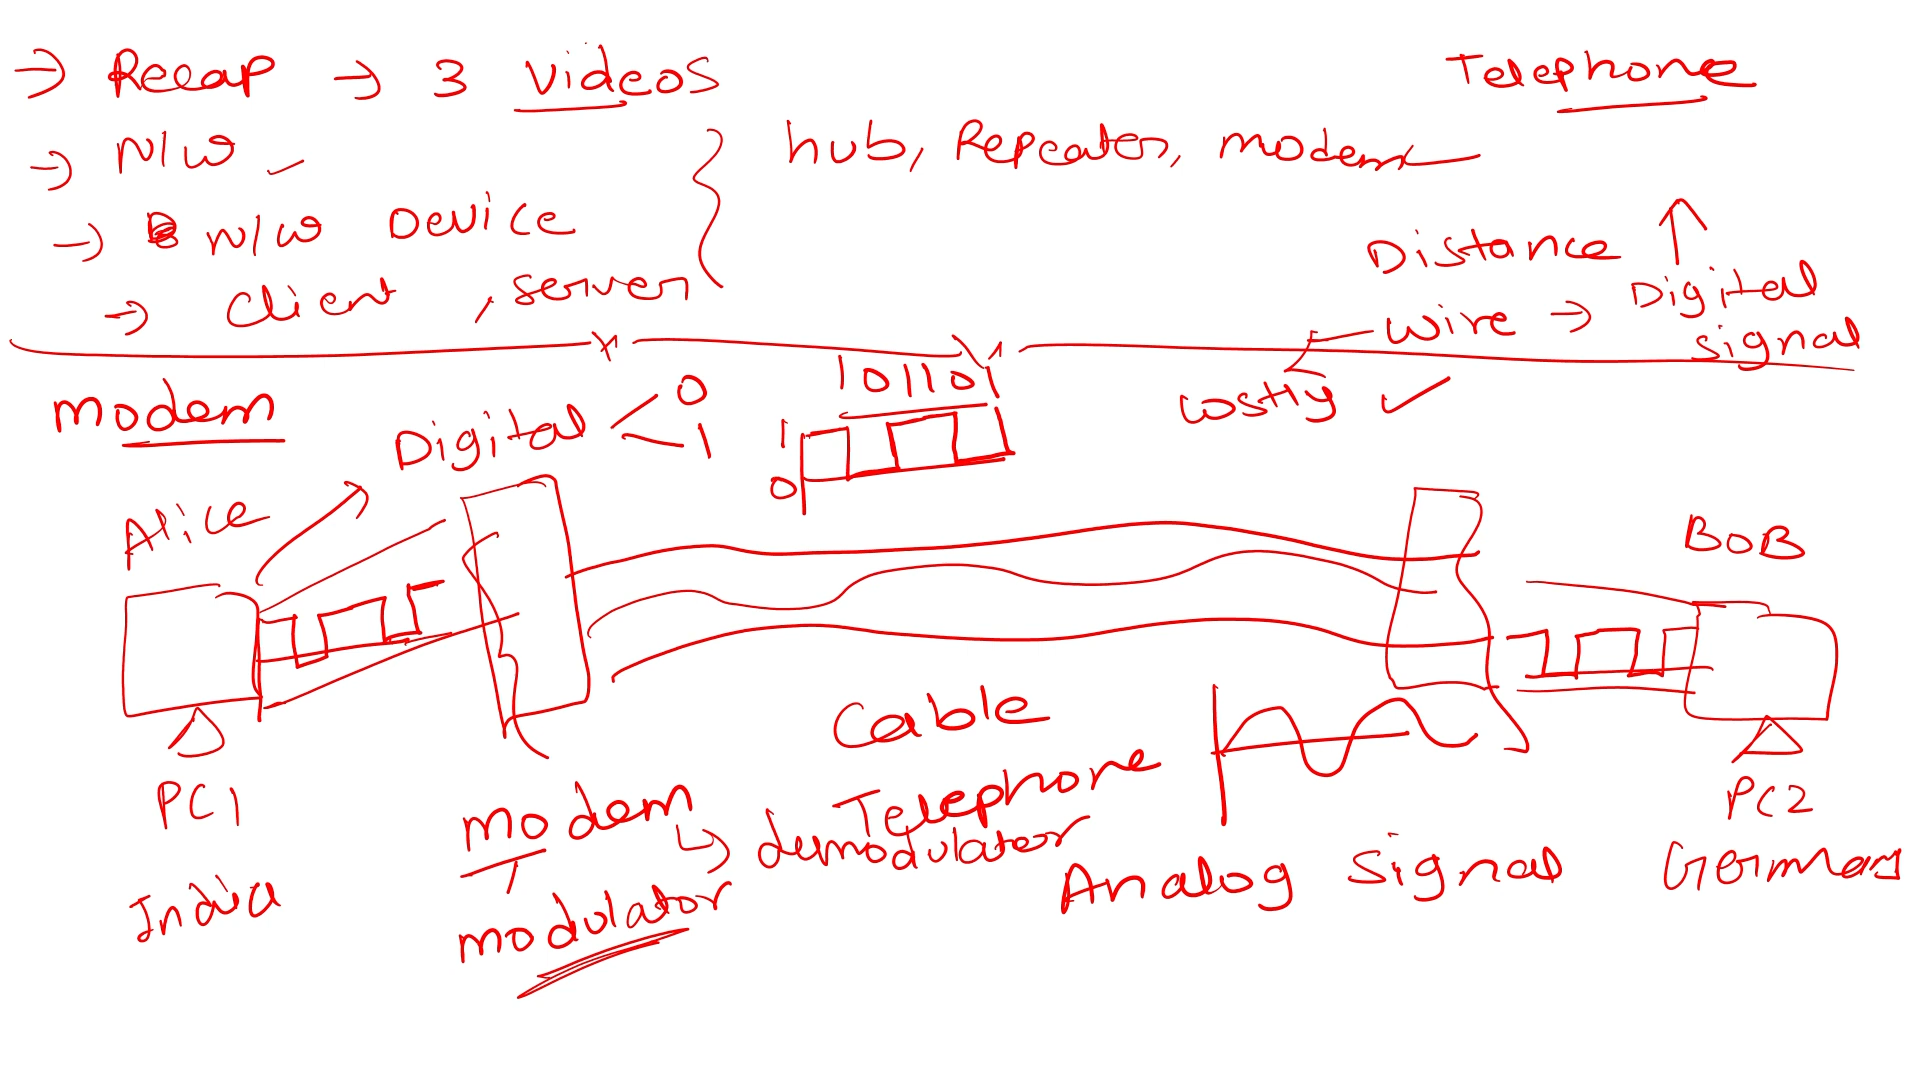 → Recap → 3 Videos
Telephone
→ N/W
hub, Repeater, modem
→ N/W Device
→ Client, server
Distance ↑
Wire → Digital signal
Costly ✓
modem
Digital < 0 1
101101
1
0
Alice
BOB
Cable
Telephone
PC1
PC2
modem
↳ demodulator
Analog Signal
India
Germany
modulator